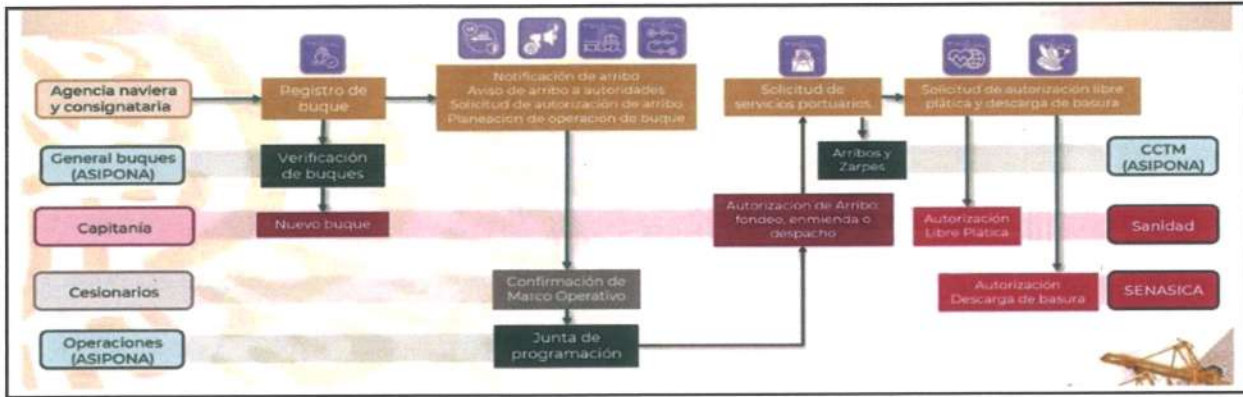 Agencia naviera
y consignataria
Registro de
buque
Notificación de arribo
Aviso de arribo a autoridades
Solicitud de autorización de arribo
Planeación de operación de buque
Solicitud de
servicios portuarios
Solicitud de autorización libre
plática y descarga de basura
General buques
(ASIPONA)
Verificación
de buques
Arribos y
Zarpes
CCTM
(ASIPONA)
Capitanía
Nuevo buque
Autorización de Arribo,
fondeo, enmienda o
despacho
Autorización
Libre Plática
Sanidad
Cesionarios
Confirmación de
Marco Operativo
Autorización
Descarga de basura
SENASICA
Operaciones
(ASIPONA)
Junta de
programación